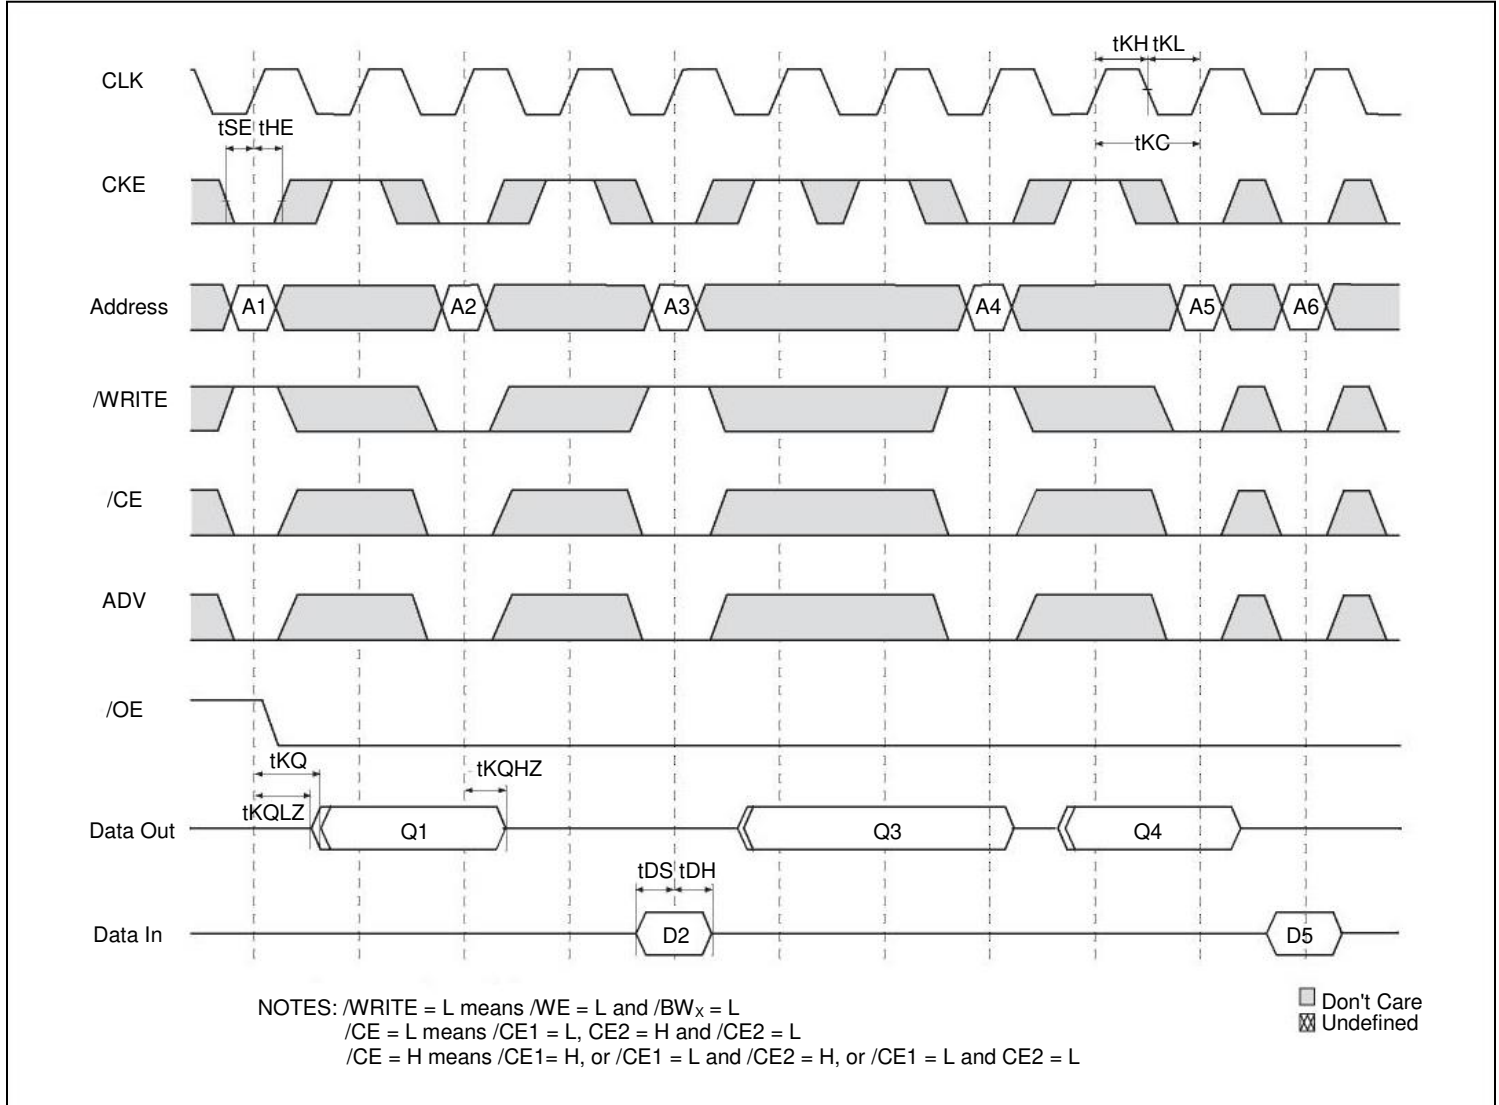 tKH tKL
CLK
tSE tHE
tKC
CKE
Address A1 A2 A3 A4 A5 A6
/WRITE
/CE
ADV
/OE
tKQ
tKQHZ
tKQLZ
Data Out Q1 Q3 Q4
tDS tDH
Data In D2 D5
NOTES: /WRITE = L means /WE = L and /BWX = L
/CE = L means /CE1 = L, CE2 = H and /CE2 = L
/CE = H means /CE1= H, or /CE1 = L and /CE2 = H, or /CE1 = L and CE2 = L
Don't Care
Undefined